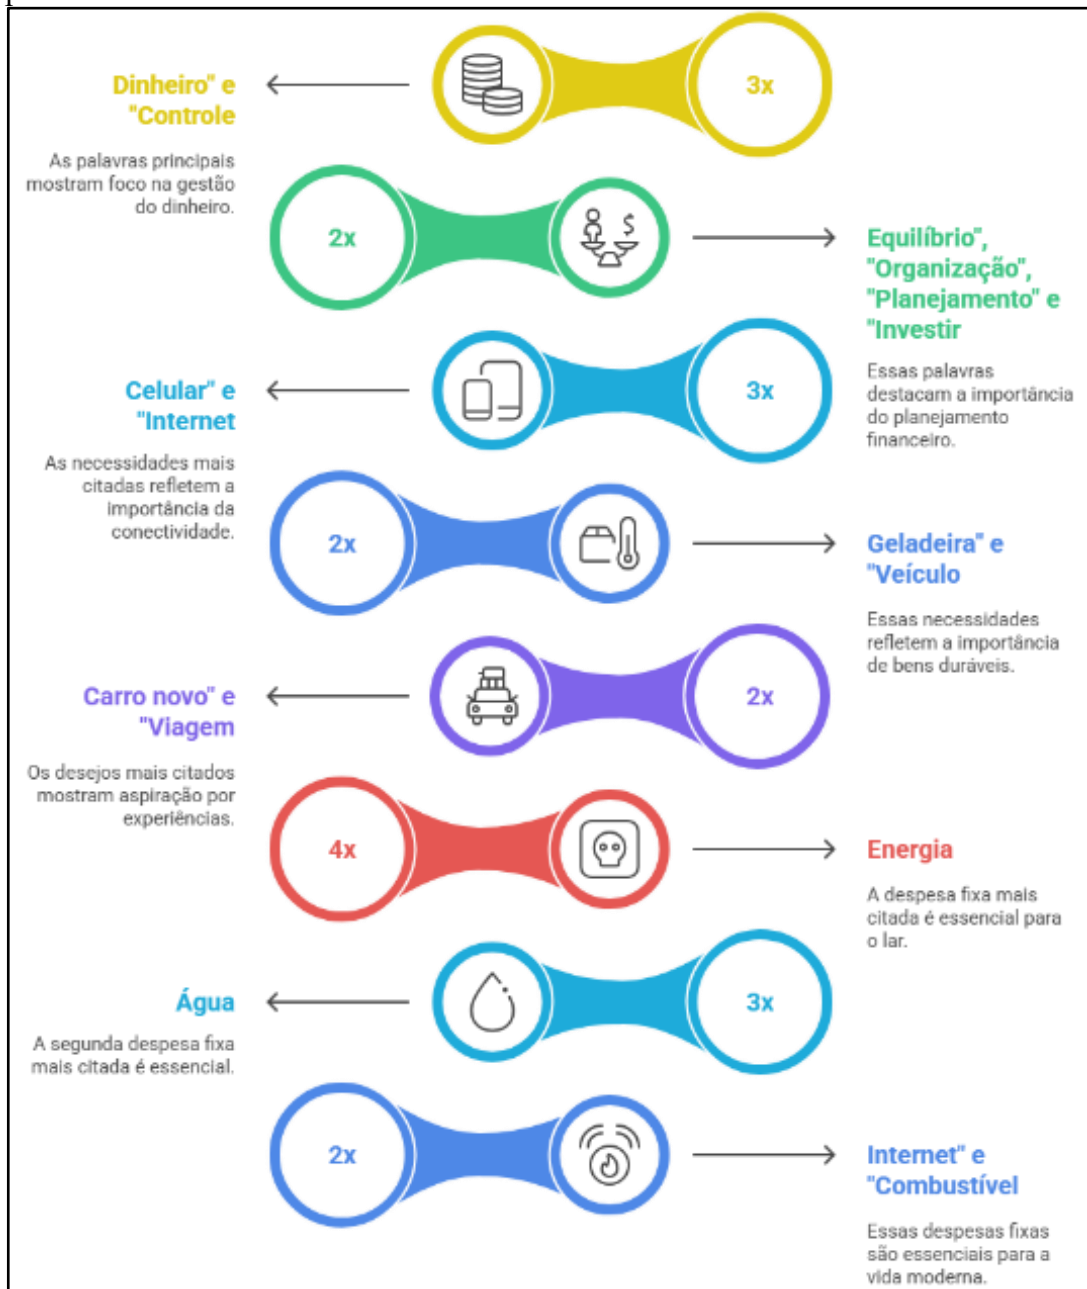 Dinheiro" e
"Controle
As palavras principais
mostram foco na gestão
do dinheiro.
3x
2x
Equilíbrio",
"Organização",
"Planejamento" e
"Investir
Essas palavras
destacam a importância
do planejamento
financeiro.
Celular" e
"Internet
As necessidades mais
citadas refletem a
importância da
conectividade.
3x
2x
Geladeira" e
"Veículo
Essas necessidades
refletem a importância
de bens duráveis.
Carro novo" e
"Viagem
Os desejos mais citados
mostram aspiração por
experiências.
2x
4x
Energia
A despesa fixa mais
citada é essencial para
o lar.
Água
A segunda despesa fixa
mais citada é essencial.
3x
2x
Internet" e
"Combustível
Essas despesas fixas
são essenciais para a
vida moderna.